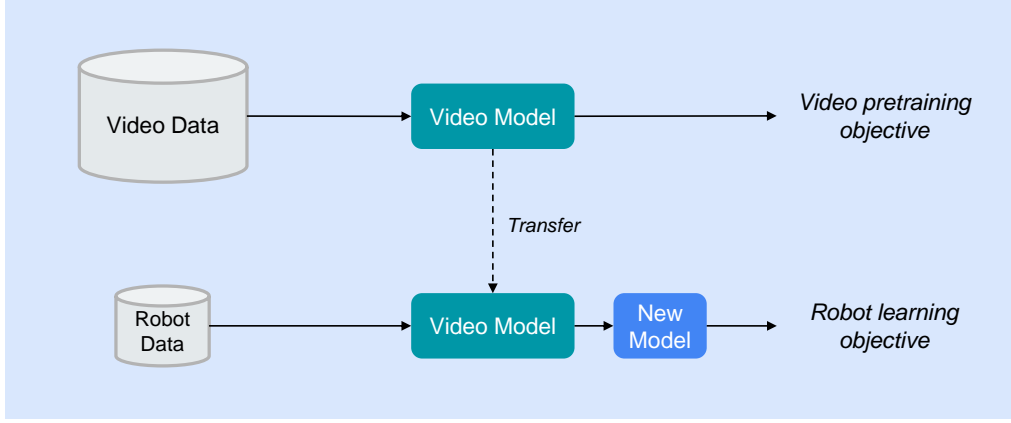 Video Data
Video Model
Video pretraining
objective
Transfer
Robot
Data
Video Model
New
Model
Robot learning
objective